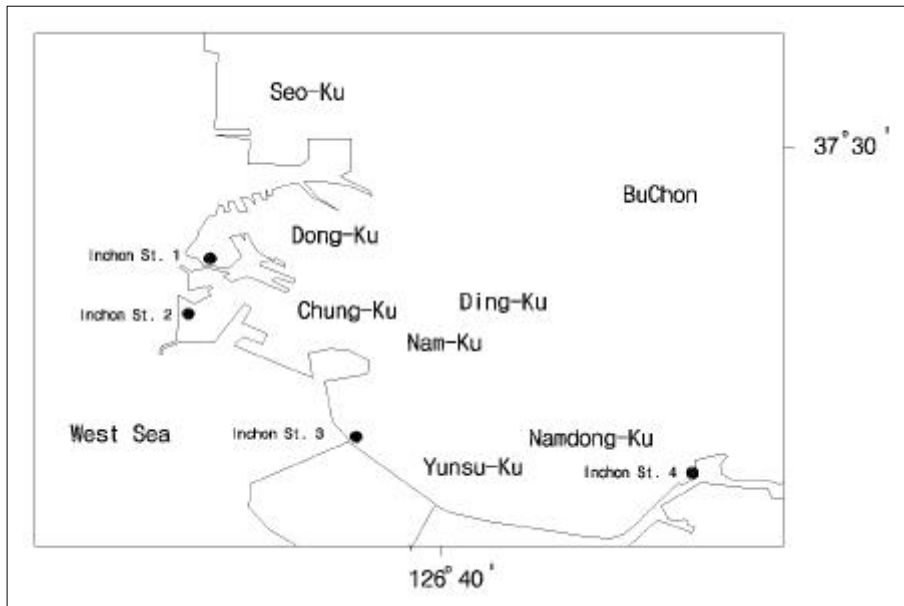 Seo-Ku
37°30'
BuChon
Dong-Ku
Inchon St. 1
Ding-Ku
Chung-Ku
Inchon St. 2
Nam-Ku
West Sea
Inchon St. 3
Namdong-Ku
Yunsu-Ku
Inchon St. 4
126°40'